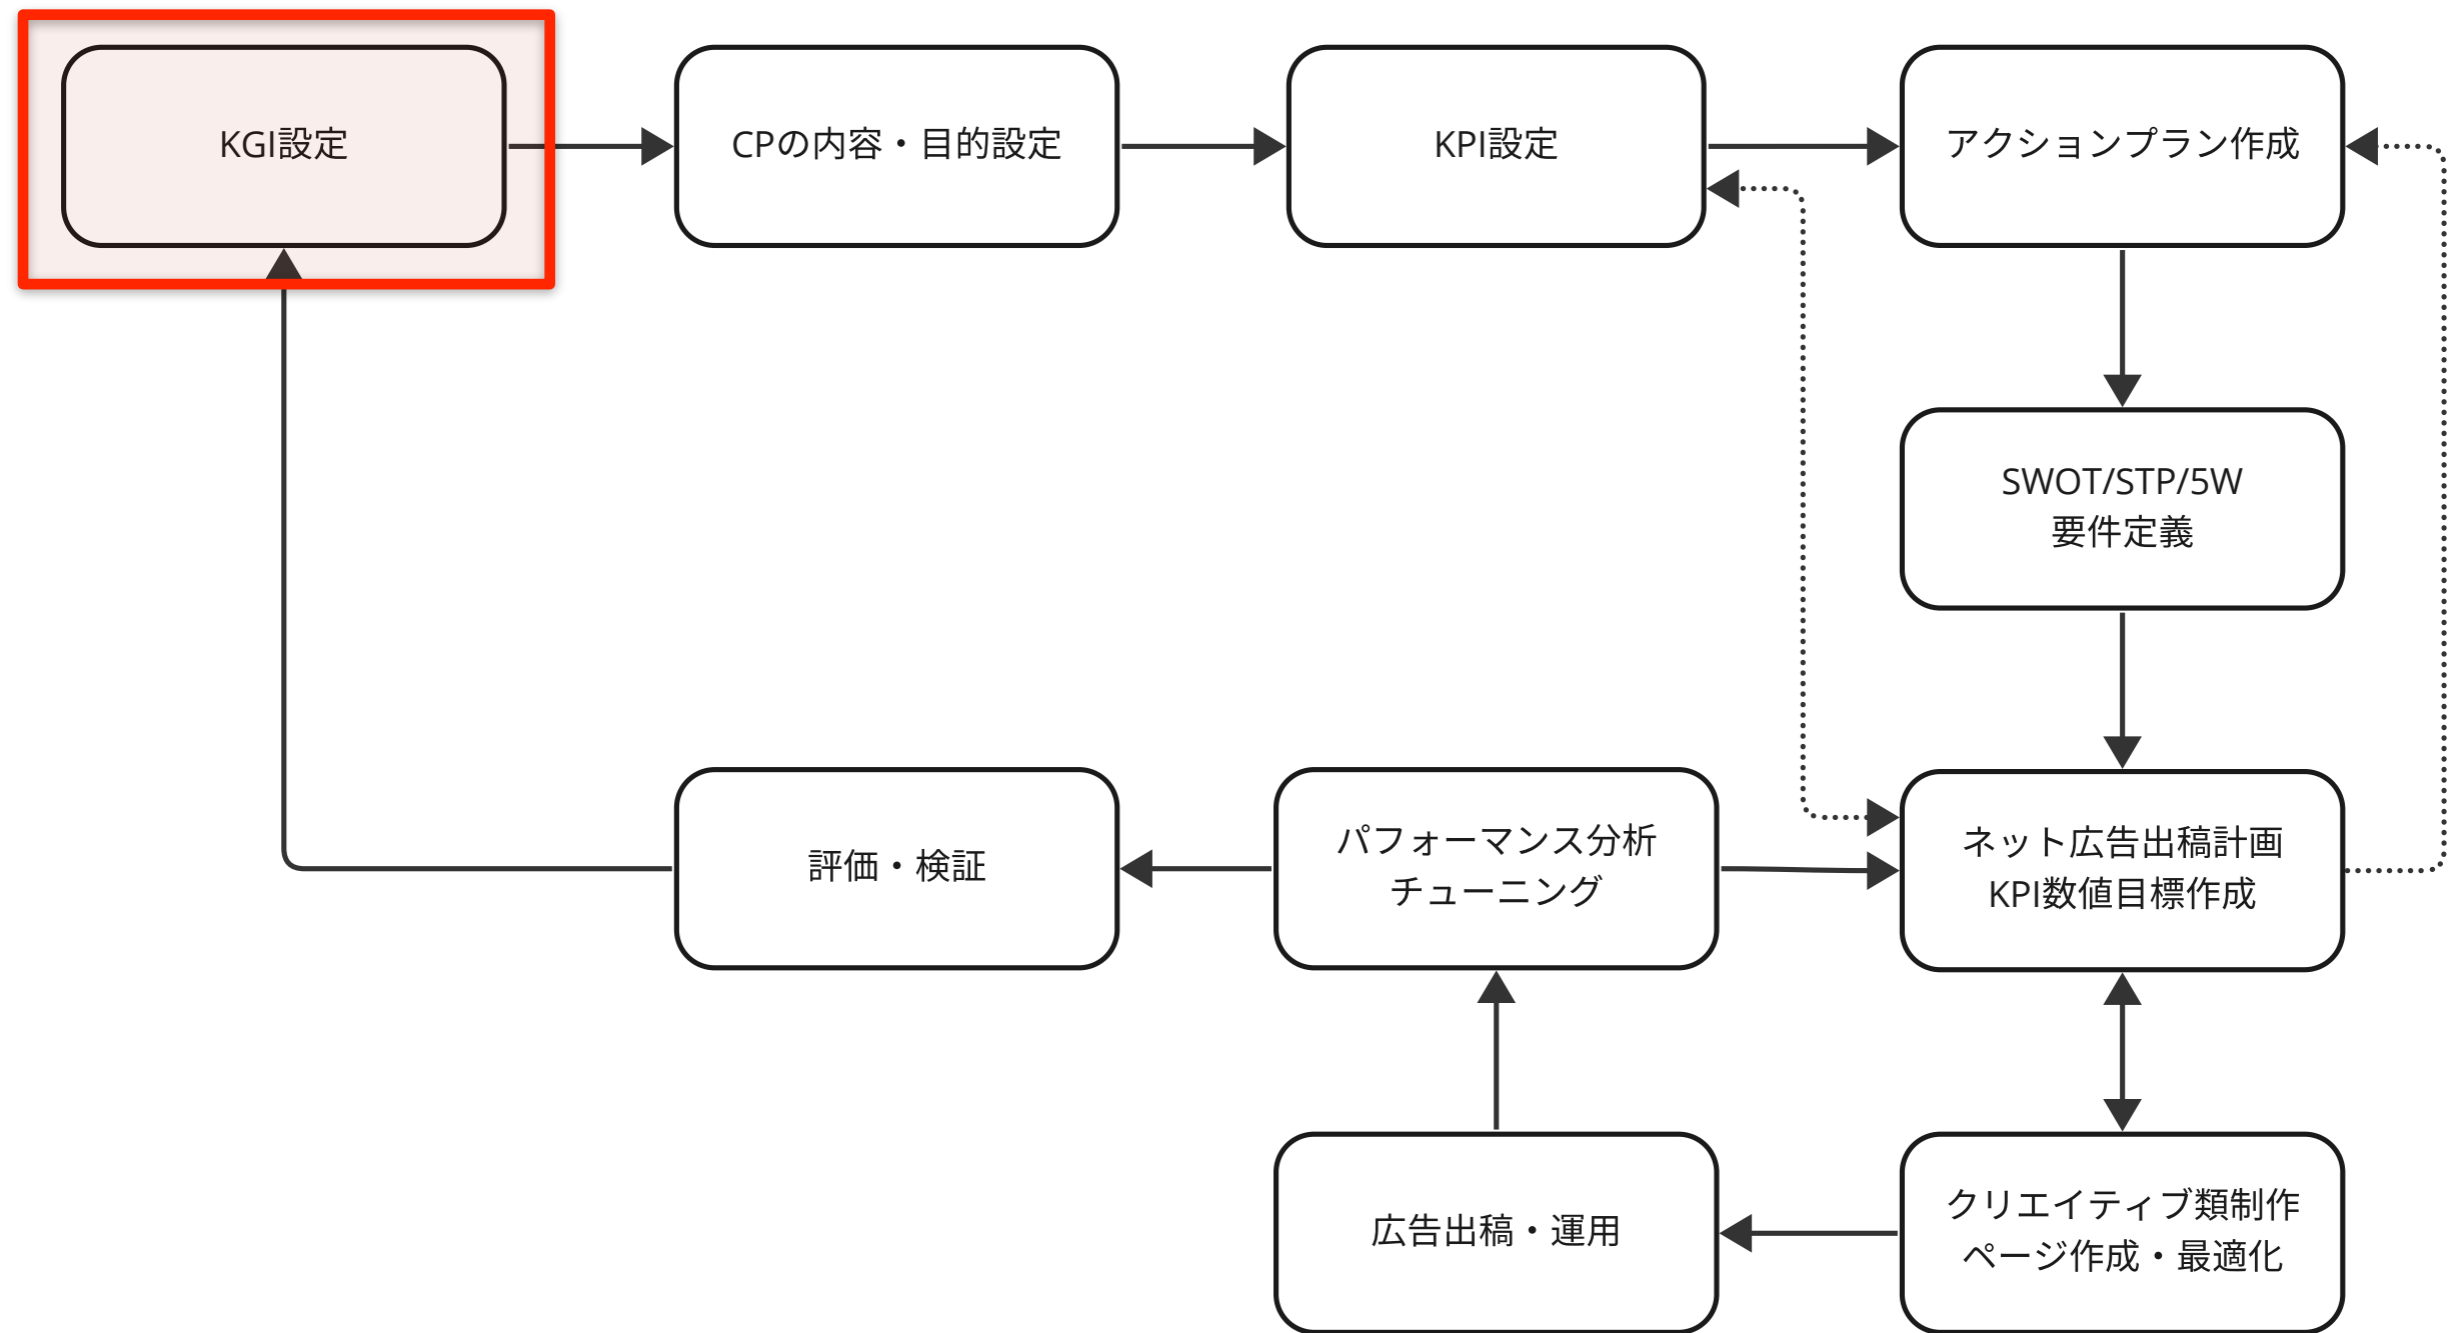 KGI設定
CPの内容・目的設定
KPI設定
アクションプラン作成
SWOT/STP/5W
要件定義
評価・検証
パフォーマンス分析
チューニング
ネット広告出稿計画
KPI数値目標作成
広告出稿・運用
クリエイティブ類制作
ページ作成・最適化